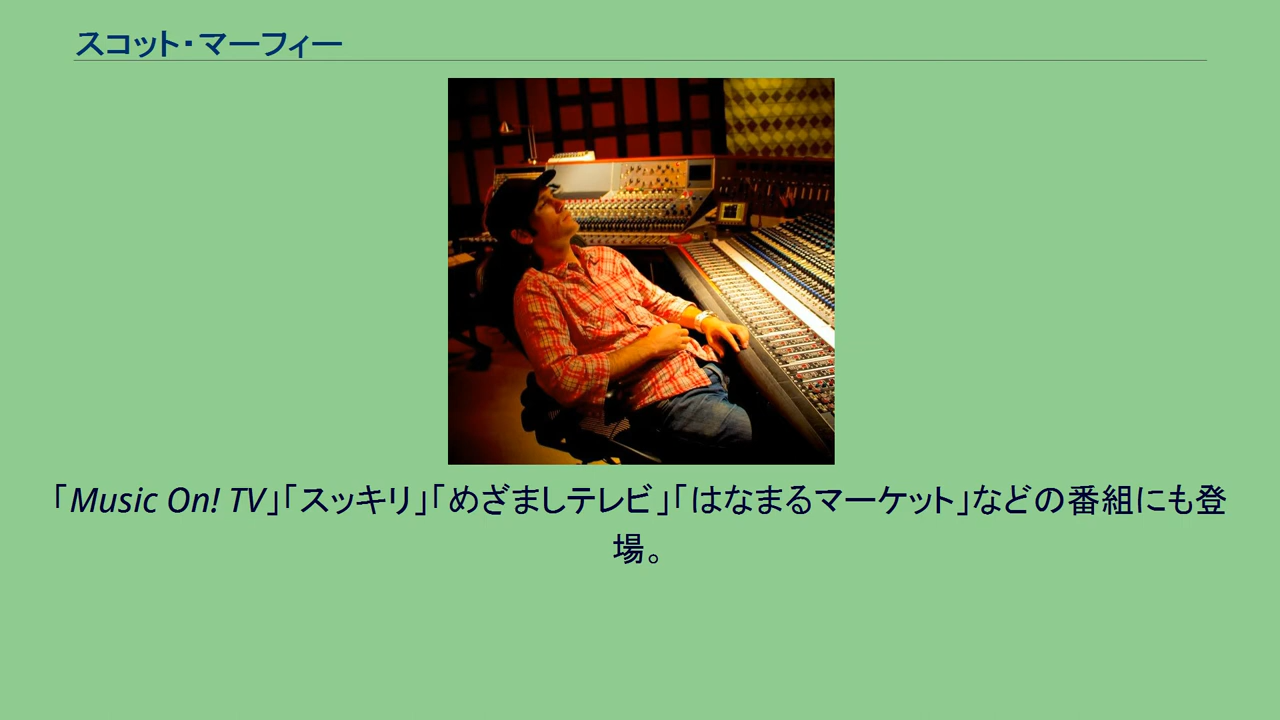 スコット・マーフィー
「Music On! TV」「スッキリ」「めざましテレビ」「はなまるマーケット」などの番組にも登
場。